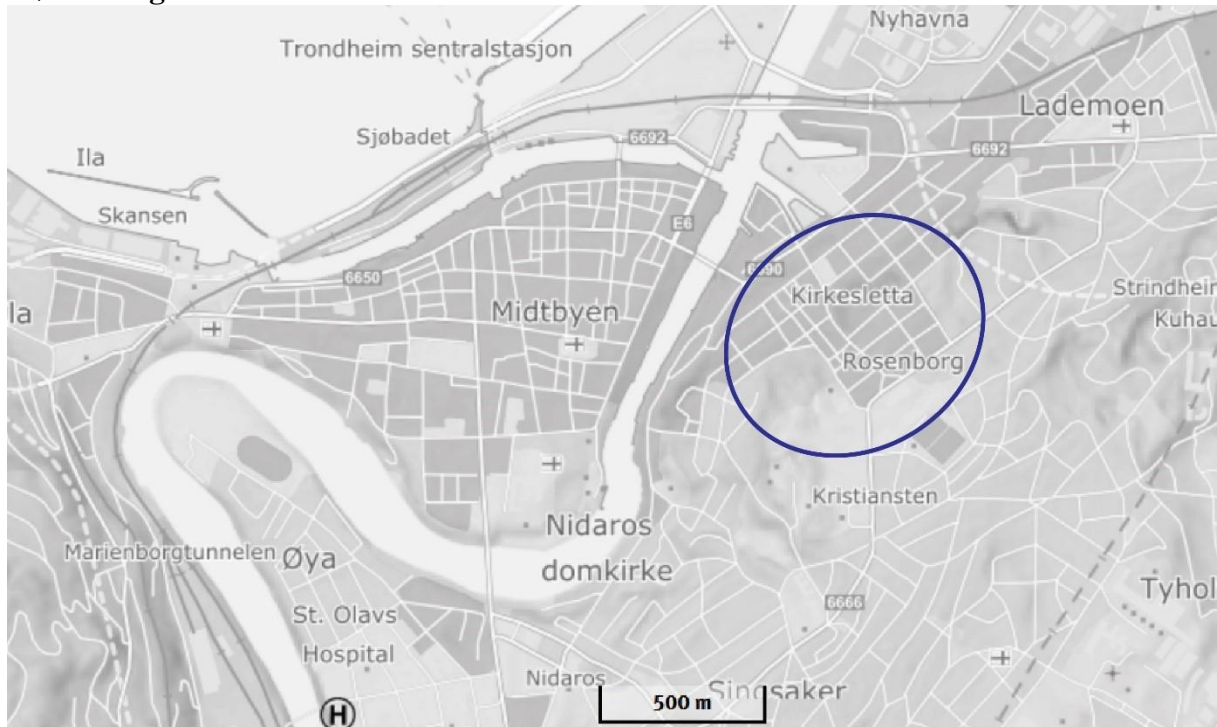 Nyhavna
Trondheim sentralstasjon
Lademoen
Sjøbadet
6692
6692
Ila
Skansen
E6
6690
6650
Kirkesletta
Strindheim
la
Midtbyen
Kuhau
Rosenborg
Kristiansten
Nidaros
domkirke
Marienborgtunnelen
Øya
Tyhol
6666
St. Olavs
Hospital
Nidaros
500 m
Singsaker
H